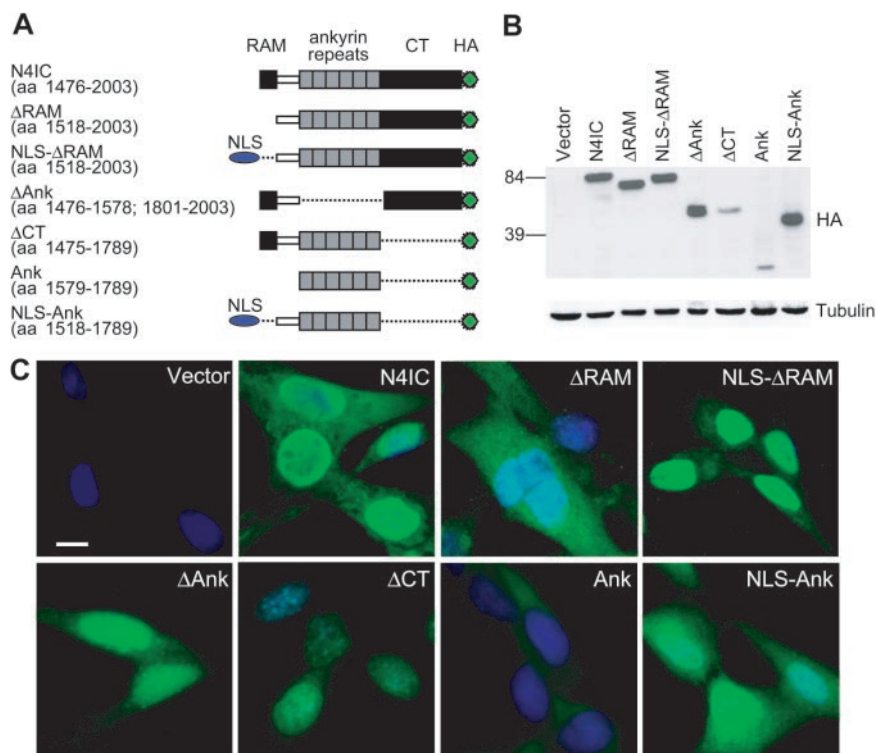 A
RAM
ankyrin
repeats
CT
HA
N4IC
(aa 1476-2003)
ΔRAM
(aa 1518-2003)
NLS
NLS-ΔRAM
(aa 1518-2003)
ΔAnk
(aa 1476-1578; 1801-2003)
ΔCT
(aa 1475-1789)
Ank
(aa 1579-1789)
NLS
NLS-Ank
(aa 1518-1789)
B
Vector
N4IC
ΔRAM
NLS-ΔRAM
ΔAnk
ΔCT
Ank
NLS-Ank
84
39
HA
Tubulin
C
Vector
N4IC
ΔRAM
NLS-ΔRAM
ΔAnk
ΔCT
Ank
NLS-Ank